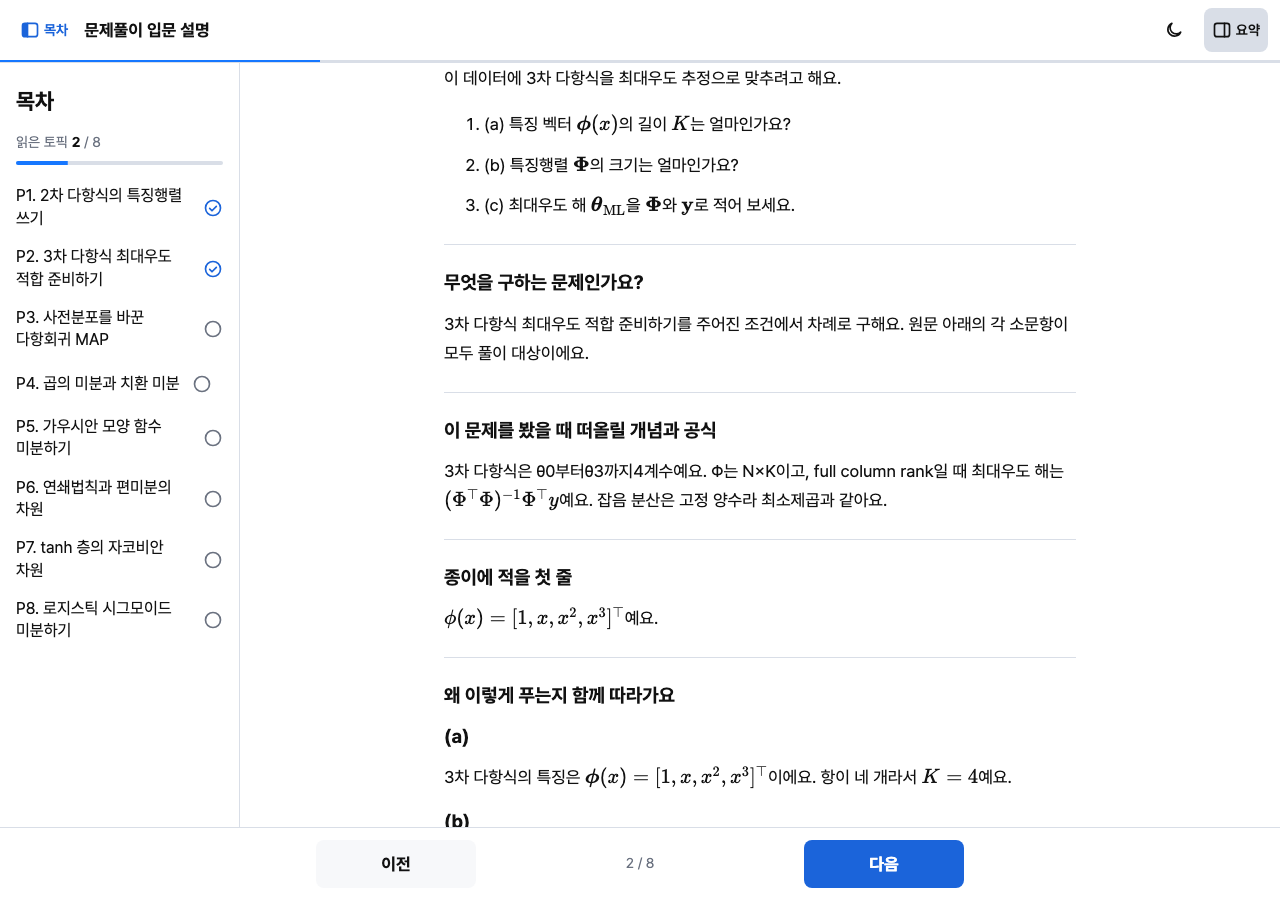 목차 문제풀이 입문 설명 요약
목차
읽은 토픽 2 / 8
P1. 2차 다항식의 특징행렬
쓰기
P2. 3차 다항식 최대우도
적합 준비하기
P3. 사전분포를 바꾼
다항회귀 MAP
P4. 곱의 미분과 치환 미분
P5. 가우시안 모양 함수
미분하기
P6. 연쇄법칙과 편미분의
차원
P7. tanh 층의 자코비안
차원
P8. 로지스틱 시그모이드
미분하기
이 데이터에 3차 다항식을 최대우도 추정으로 맞추려고 해요.
1. (a) 특징 벡터 ϕ(x)의 길이 K는 얼마인가요?
2. (b) 특징행렬 Φ의 크기는 얼마인가요?
3. (c) 최대우도 해 θ_ML을 Φ와 y로 적어 보세요.
무엇을 구하는 문제인가요?
3차 다항식 최대우도 적합 준비하기를 주어진 조건에서 차례로 구해요. 원문 아래의 각 소문항이
모두 풀이 대상이에요.
이 문제를 봤을 때 떠올릴 개념과 공식
3차 다항식은 θ0부터θ3까지4계수예요. Φ는 N×K이고, full column rank일 때 최대우도 해는
(Φ⊤Φ)⁻¹Φ⊤y예요. 잡음 분산은 고정 양수라 최소제곱과 같아요.
종이에 적을 첫 줄
ϕ(x) = [1, x, x², x³]⊤예요.
왜 이렇게 푸는지 함께 따라가요
(a)
3차 다항식의 특징은 ϕ(x) = [1, x, x², x³]⊤이에요. 항이 네 개라서 K = 4예요.
(b)
이전 2 / 8 다음